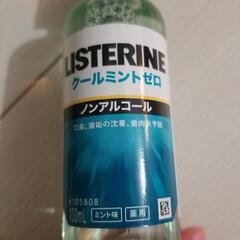 LISTERINE
クールミントゼロ
ノンアルコール
口臭、歯垢の沈着、歯肉炎予防
100mL
ミント味
薬用